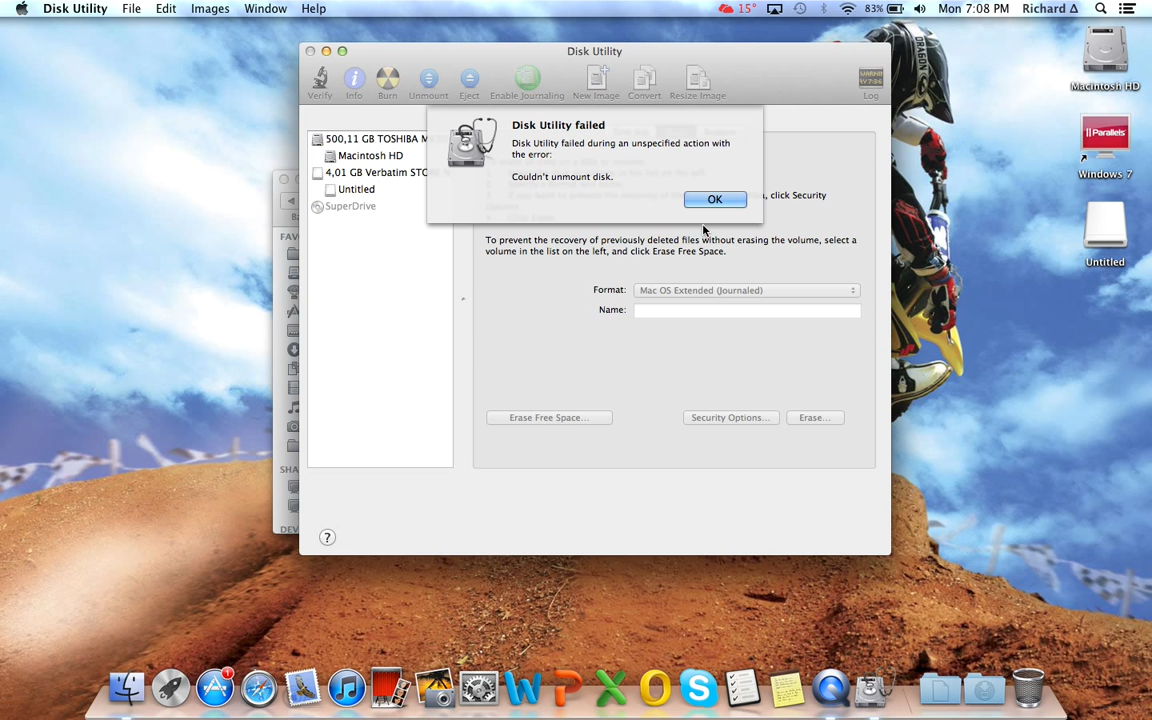 Disk Utility File Edit Images Window Help 15° 83% Mon 7:08 PM Richard Δ
Disk Utility
Verify Info Burn Unmount Eject Enable Journaling New Image Convert Resize Image Log
WARNIN
Disk Utility failed
Disk Utility failed during an unspecified action with
the error:
Couldn't unmount disk.
OK
500,11 GB TOSHIBA M
Macintosh HD
4,01 GB Verbatim STO
Untitled
SuperDrive
, click Security
To prevent the recovery of previously deleted files without erasing the volume, select a
volume in the list on the left, and click Erase Free Space.
Format: Mac OS Extended (Journaled)
Name:
Erase Free Space... Security Options... Erase...
?
FAV
SHA
DEV
Macintosh HD
Parallels
Windows 7
Untitled
1
W P X O S